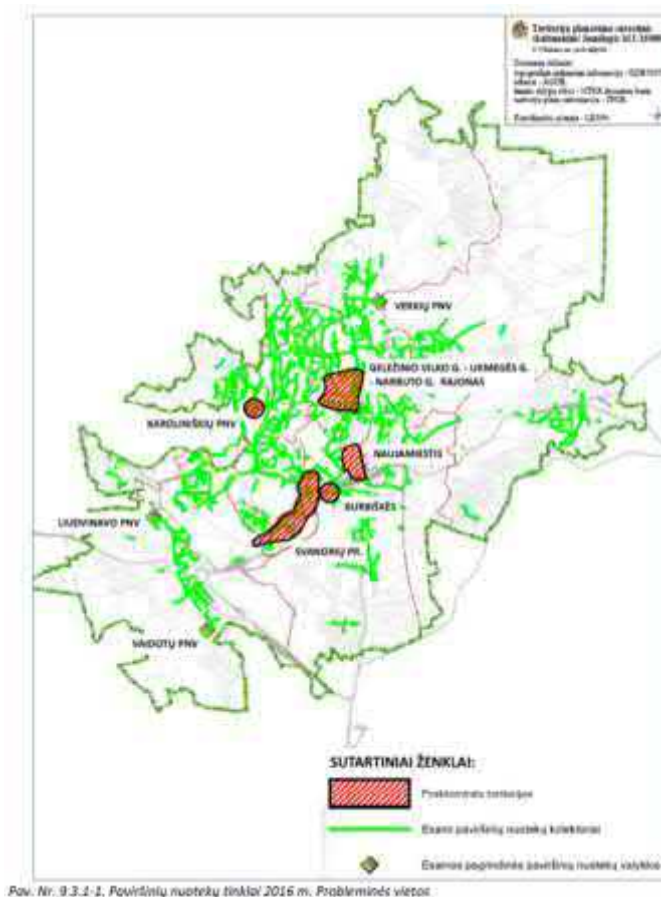 VERKIŲ PNV
GELEŽINIO VILKO G. - UKMERGĖS G.
- NARBUTO G. RAJONAS
KAROLINIŠKIŲ PNV
NAUJAMIESTIS
BURBIŠKĖS
LIUDVINAVO PNV
SAVANORIŲ PR.
VAIDOTŲ PNV
SUTARTINIAI ŽENKLAI:
Probleminės teritorijos
Esami paviršinių nuotekų kolektoriai
Esamos pagrindinės paviršinių nuotekų valyklos
Pav. Nr. 9.3.1-1. Paviršinių nuotekų tinklai 2016 m. Probleminės vietos